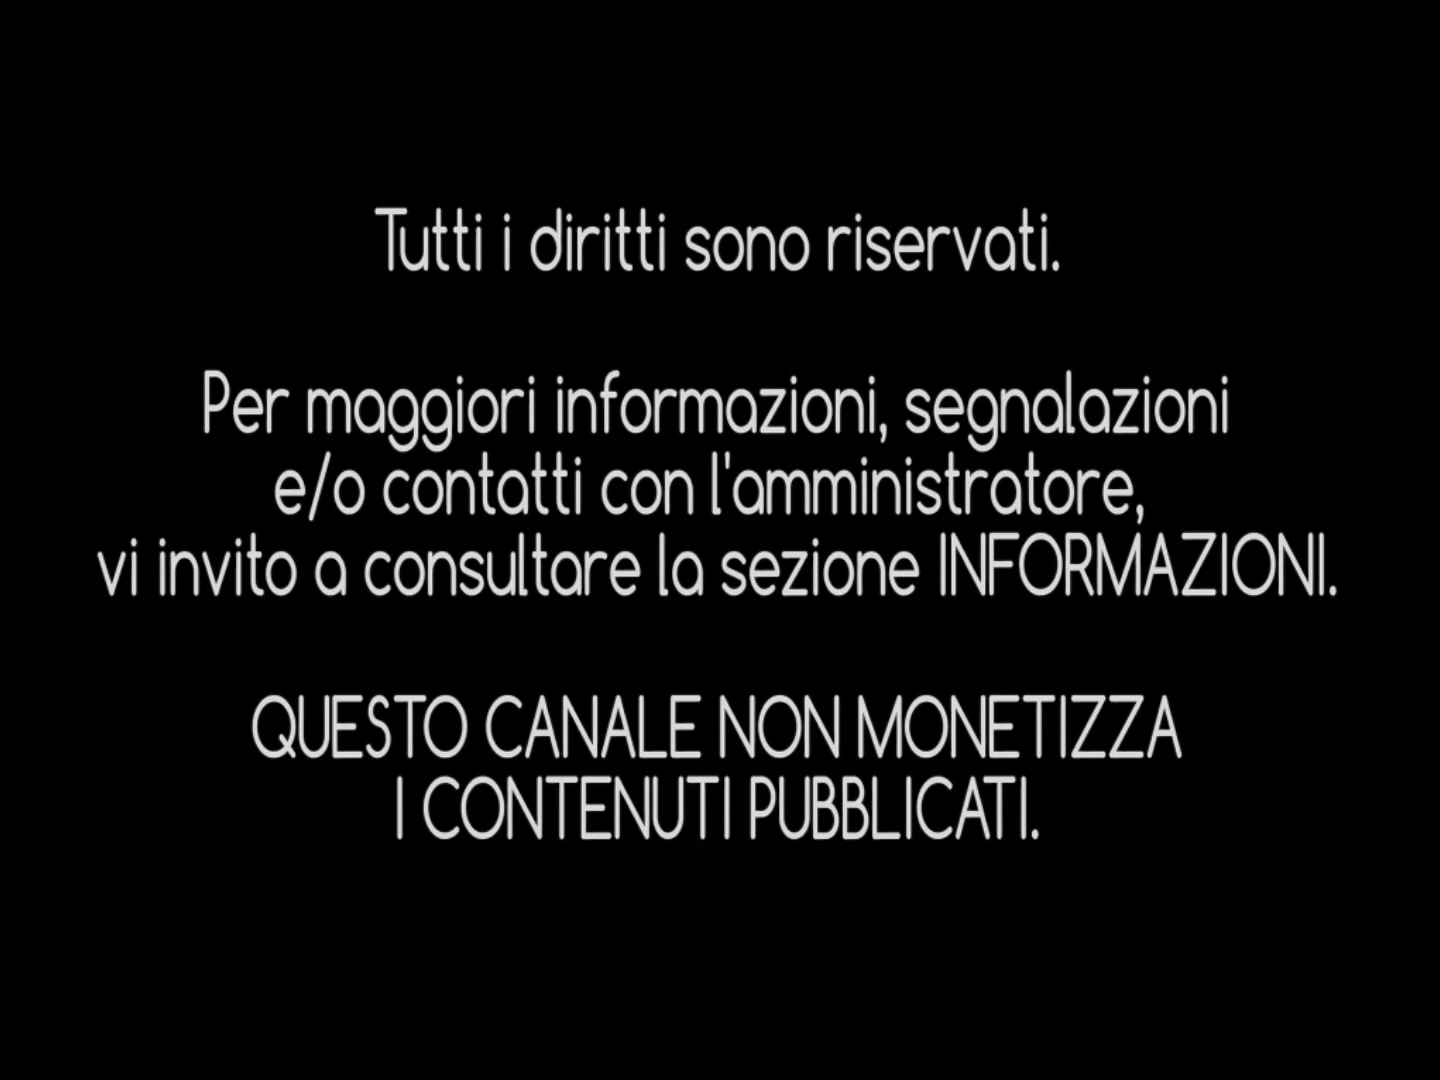 Tutti i diritti sono riservati.
Per maggiori informazioni, segnalazioni
e/o contatti con l'amministratore,
vi invito a consultare la sezione INFORMAZIONI.
QUESTO CANALE NON MONETIZZA
I CONTENUTI PUBBLICATI.